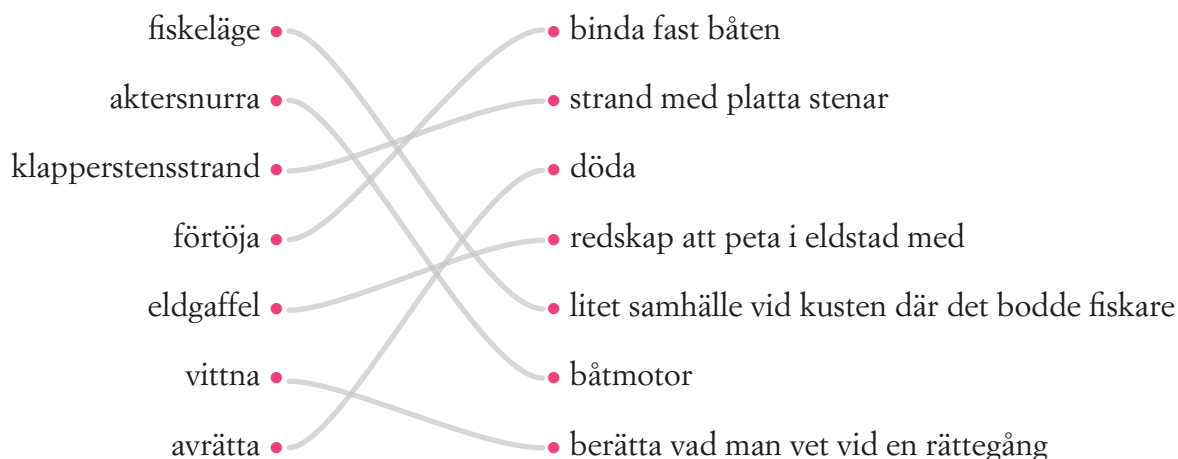 fiskeläge
binda fast båten
aktersnurra
strand med platta stenar
klapperstensstrand
döda
förtöja
redskap att peta i eldstad med
eldgaffel
litet samhälle vid kusten där det bodde fiskare
vittna
båtmotor
avrätta
berätta vad man vet vid en rättegång